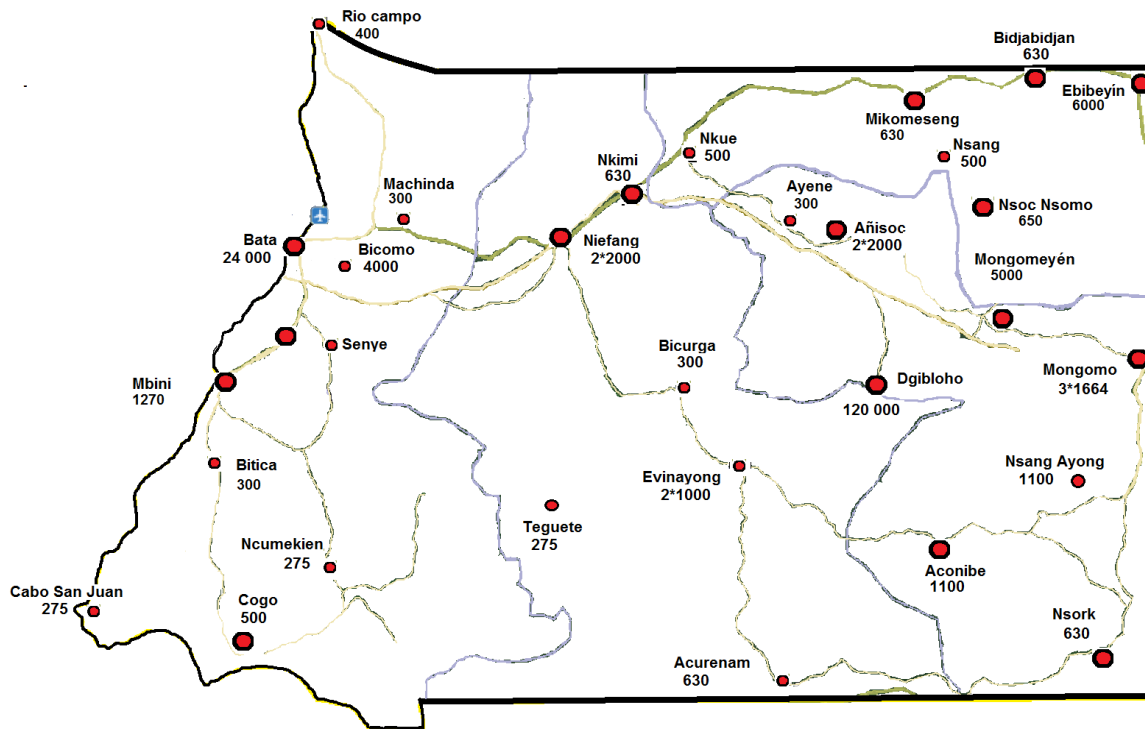 Rio campo
400
Bidjabidjan
630
Ebibeyin
6000
Mikomeseng
630
Nkue
500
Nsang
500
Nkimi
630
Machinda
300
Ayene
300
Nsoc Nsomo
650
Añisoc
2*2000
Bata
24 000
Bicomo
4000
Niefang
2*2000
Mongomeyén
5000
Senye
Bicurga
300
Mbini
1270
Dgibloho
120 000
Mongomo
3*1664
Bitica
300
Evinayong
2*1000
Nsang Ayong
1100
Teguete
275
Ncumekien
275
Aconibe
1100
Cabo San Juan
275
Cogo
500
Nsork
630
Acurenam
630